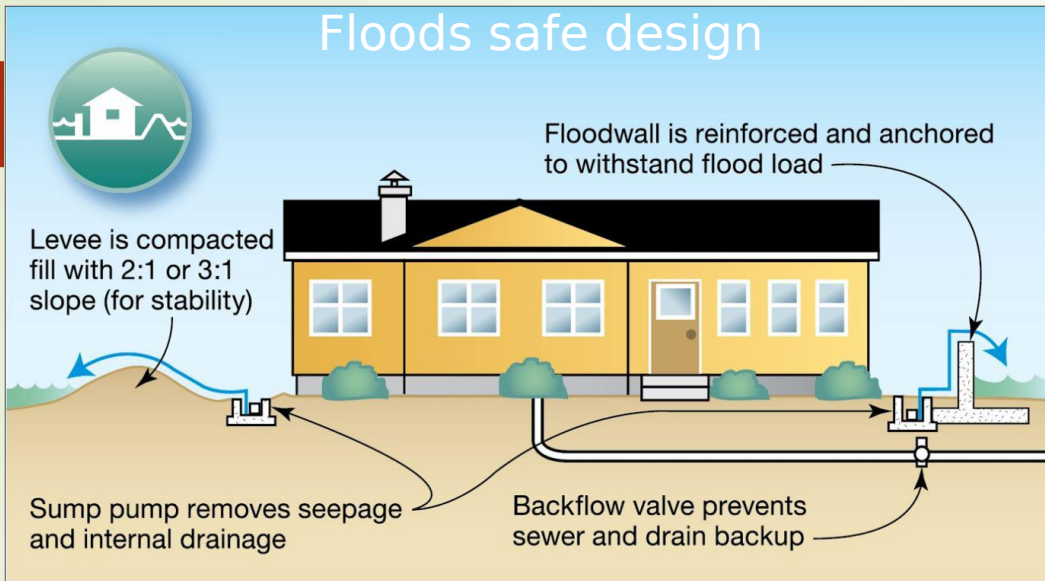 Floods safe design
Floodwall is reinforced and anchored
to withstand flood load
Levee is compacted
fill with 2:1 or 3:1
slope (for stability)
Sump pump removes seepage
and internal drainage
Backflow valve prevents
sewer and drain backup